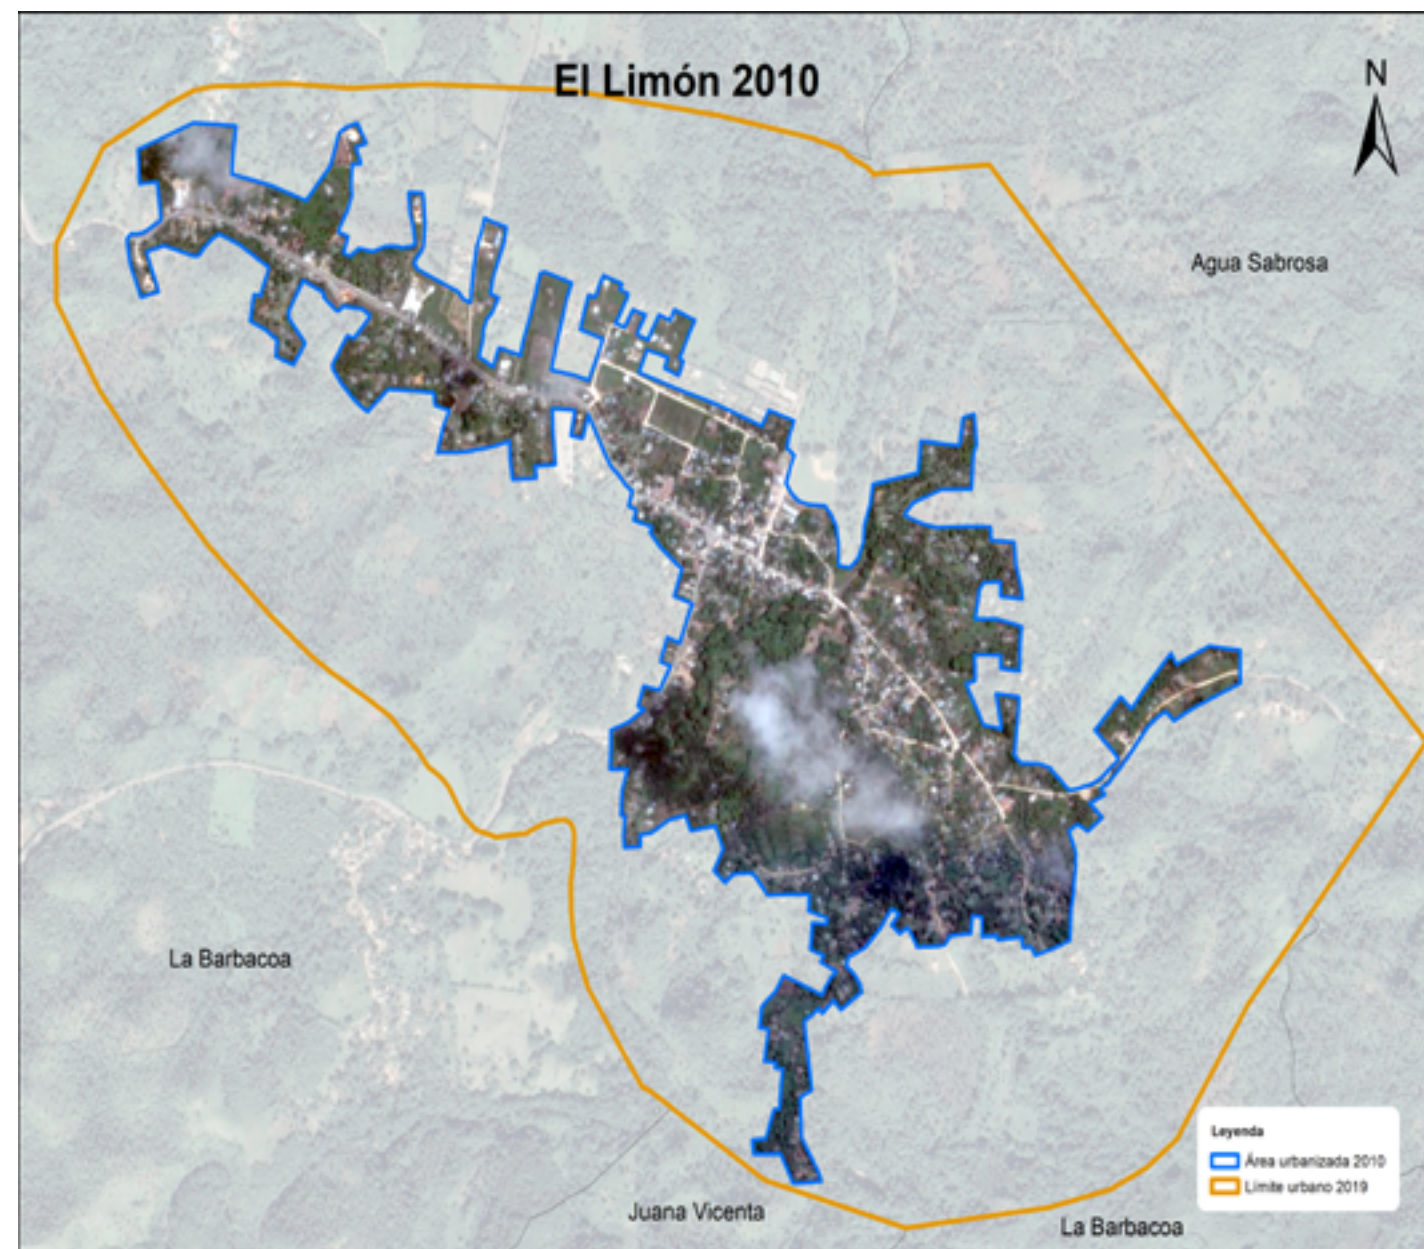 El Limón 2010
N
Agua Sabrosa
La Barbacoa
Leyenda
Área urbanizada 2010
Límite urbano 2019
Juana Vicenta
La Barbacoa